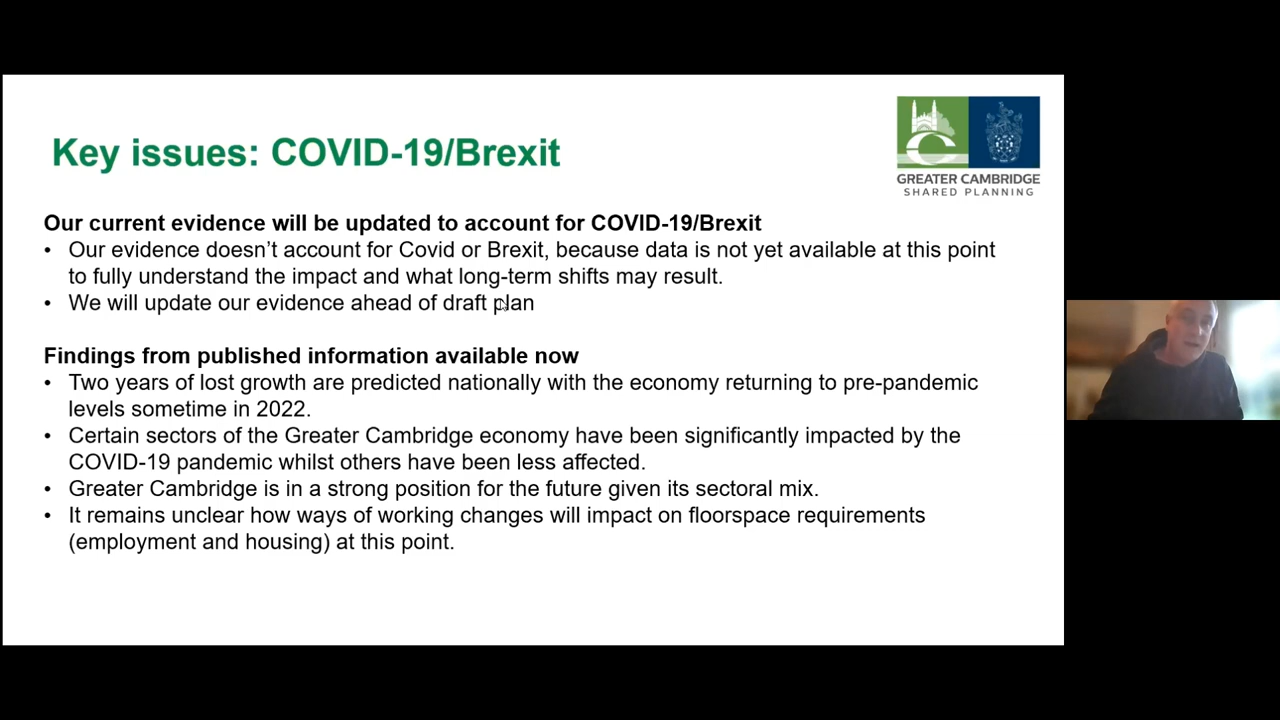 Key issues: COVID-19/Brexit
GREATER CAMBRIDGE
SHARED PLANNING
Our current evidence will be updated to account for COVID-19/Brexit
• Our evidence doesn’t account for Covid or Brexit, because data is not yet available at this point
to fully understand the impact and what long-term shifts may result.
• We will update our evidence ahead of draft plan
Findings from published information available now
• Two years of lost growth are predicted nationally with the economy returning to pre-pandemic
levels sometime in 2022.
• Certain sectors of the Greater Cambridge economy have been significantly impacted by the
COVID-19 pandemic whilst others have been less affected.
• Greater Cambridge is in a strong position for the future given its sectoral mix.
• It remains unclear how ways of working changes will impact on floorspace requirements
(employment and housing) at this point.